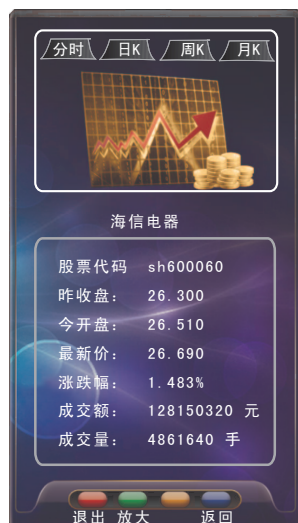 分时 日K 周K 月K
海信电器
股票代码 sh600060
昨收盘： 26.300
今开盘： 26.510
最新价： 26.690
涨跌幅： 1.483%
成交额： 128150320 元
成交量： 4861640 手
退出 放大 返回